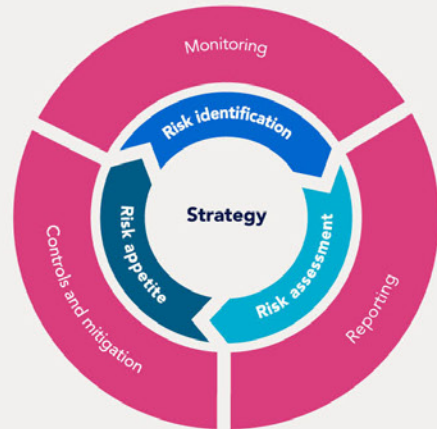 Monitoring
Risk identification
Strategy
Risk appetite
Risk assessment
Controls and mitigation
Reporting